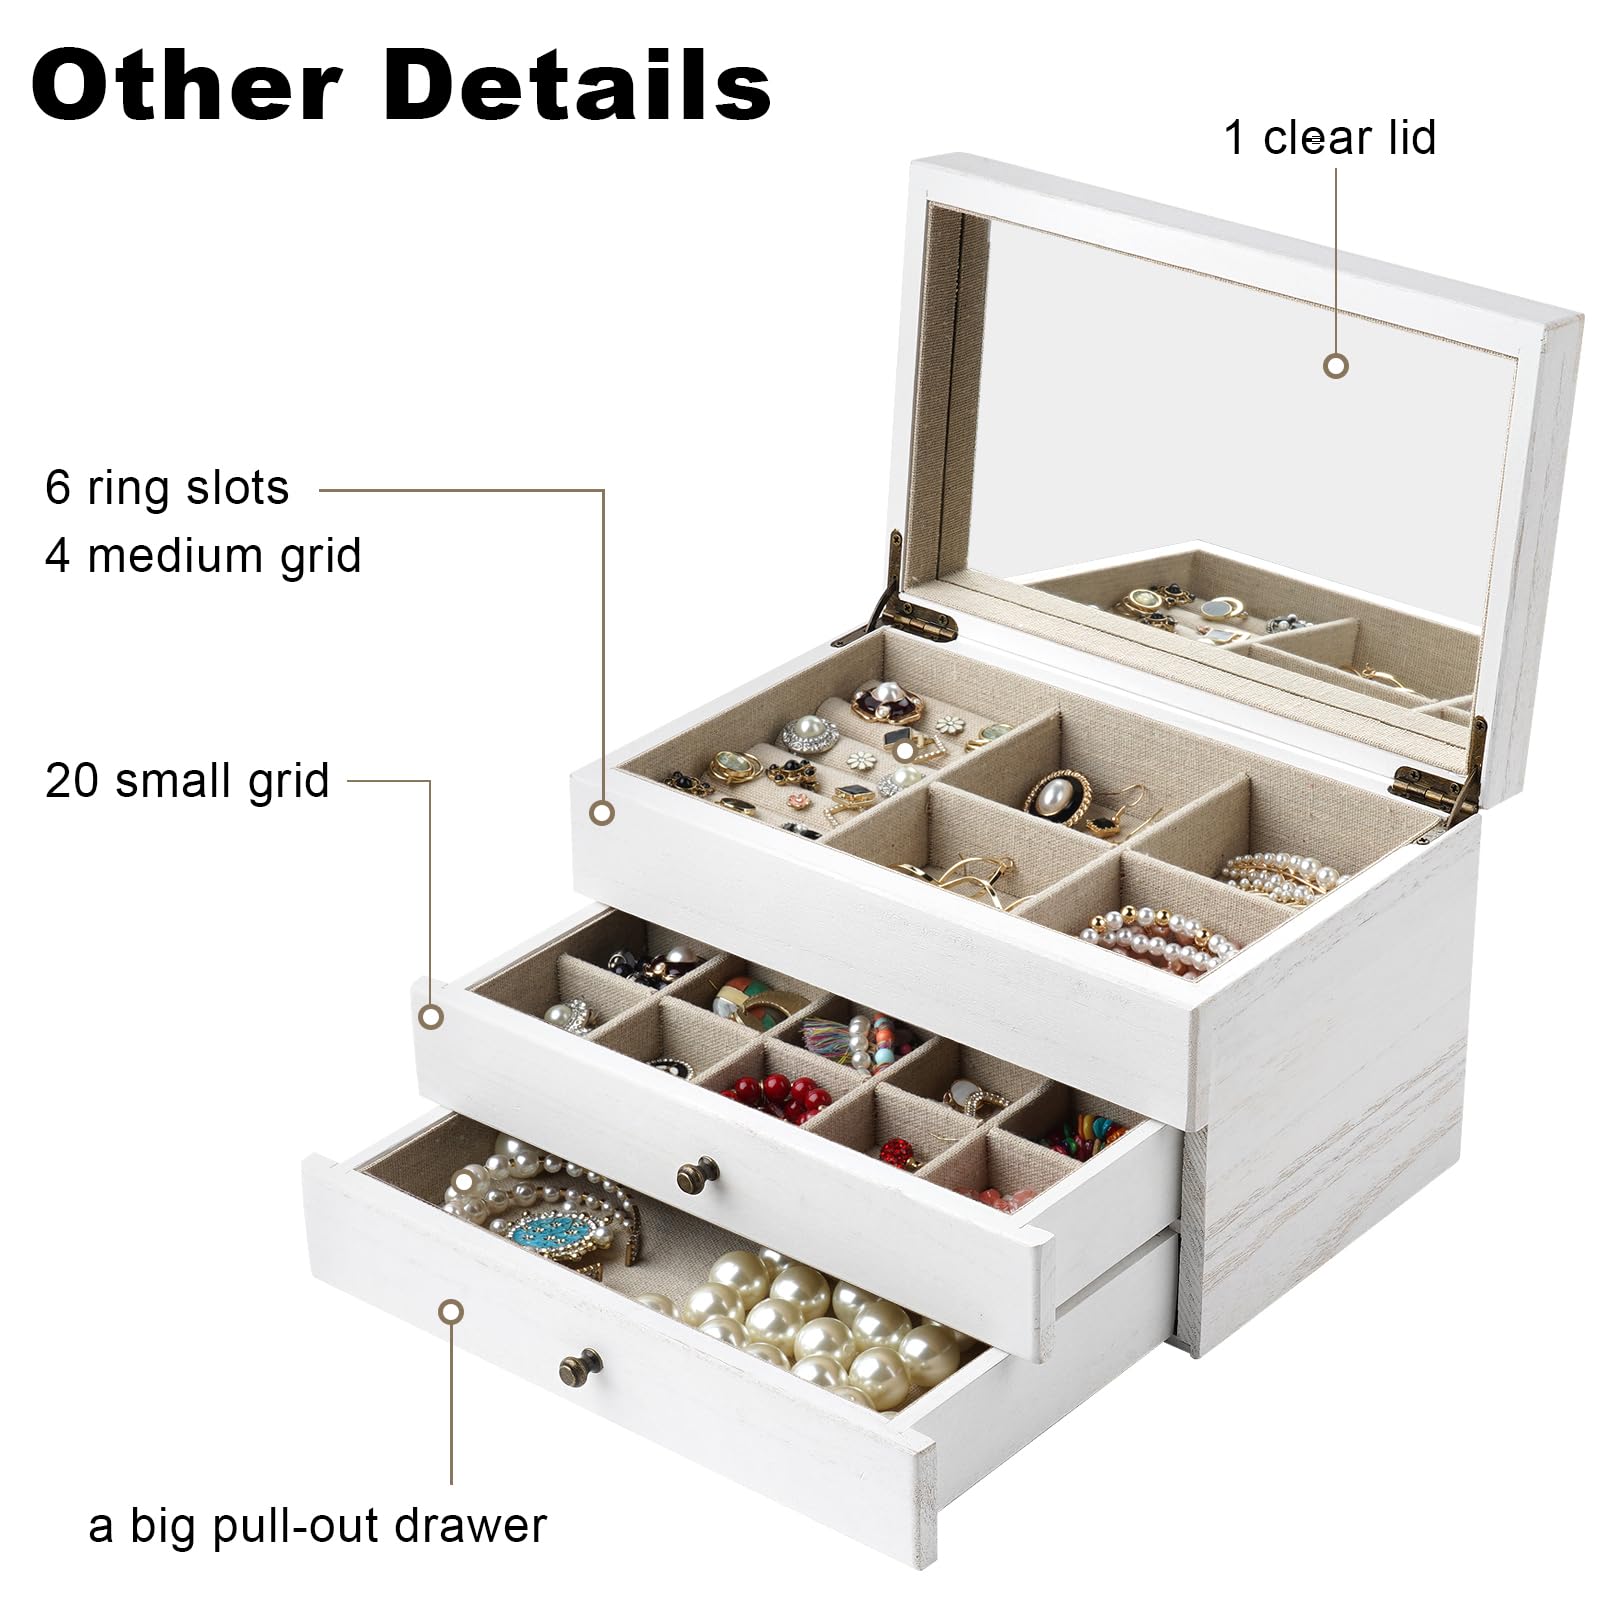 Other Details
1 clear lid
6 ring slots
4 medium grid
20 small grid
a big pull-out drawer